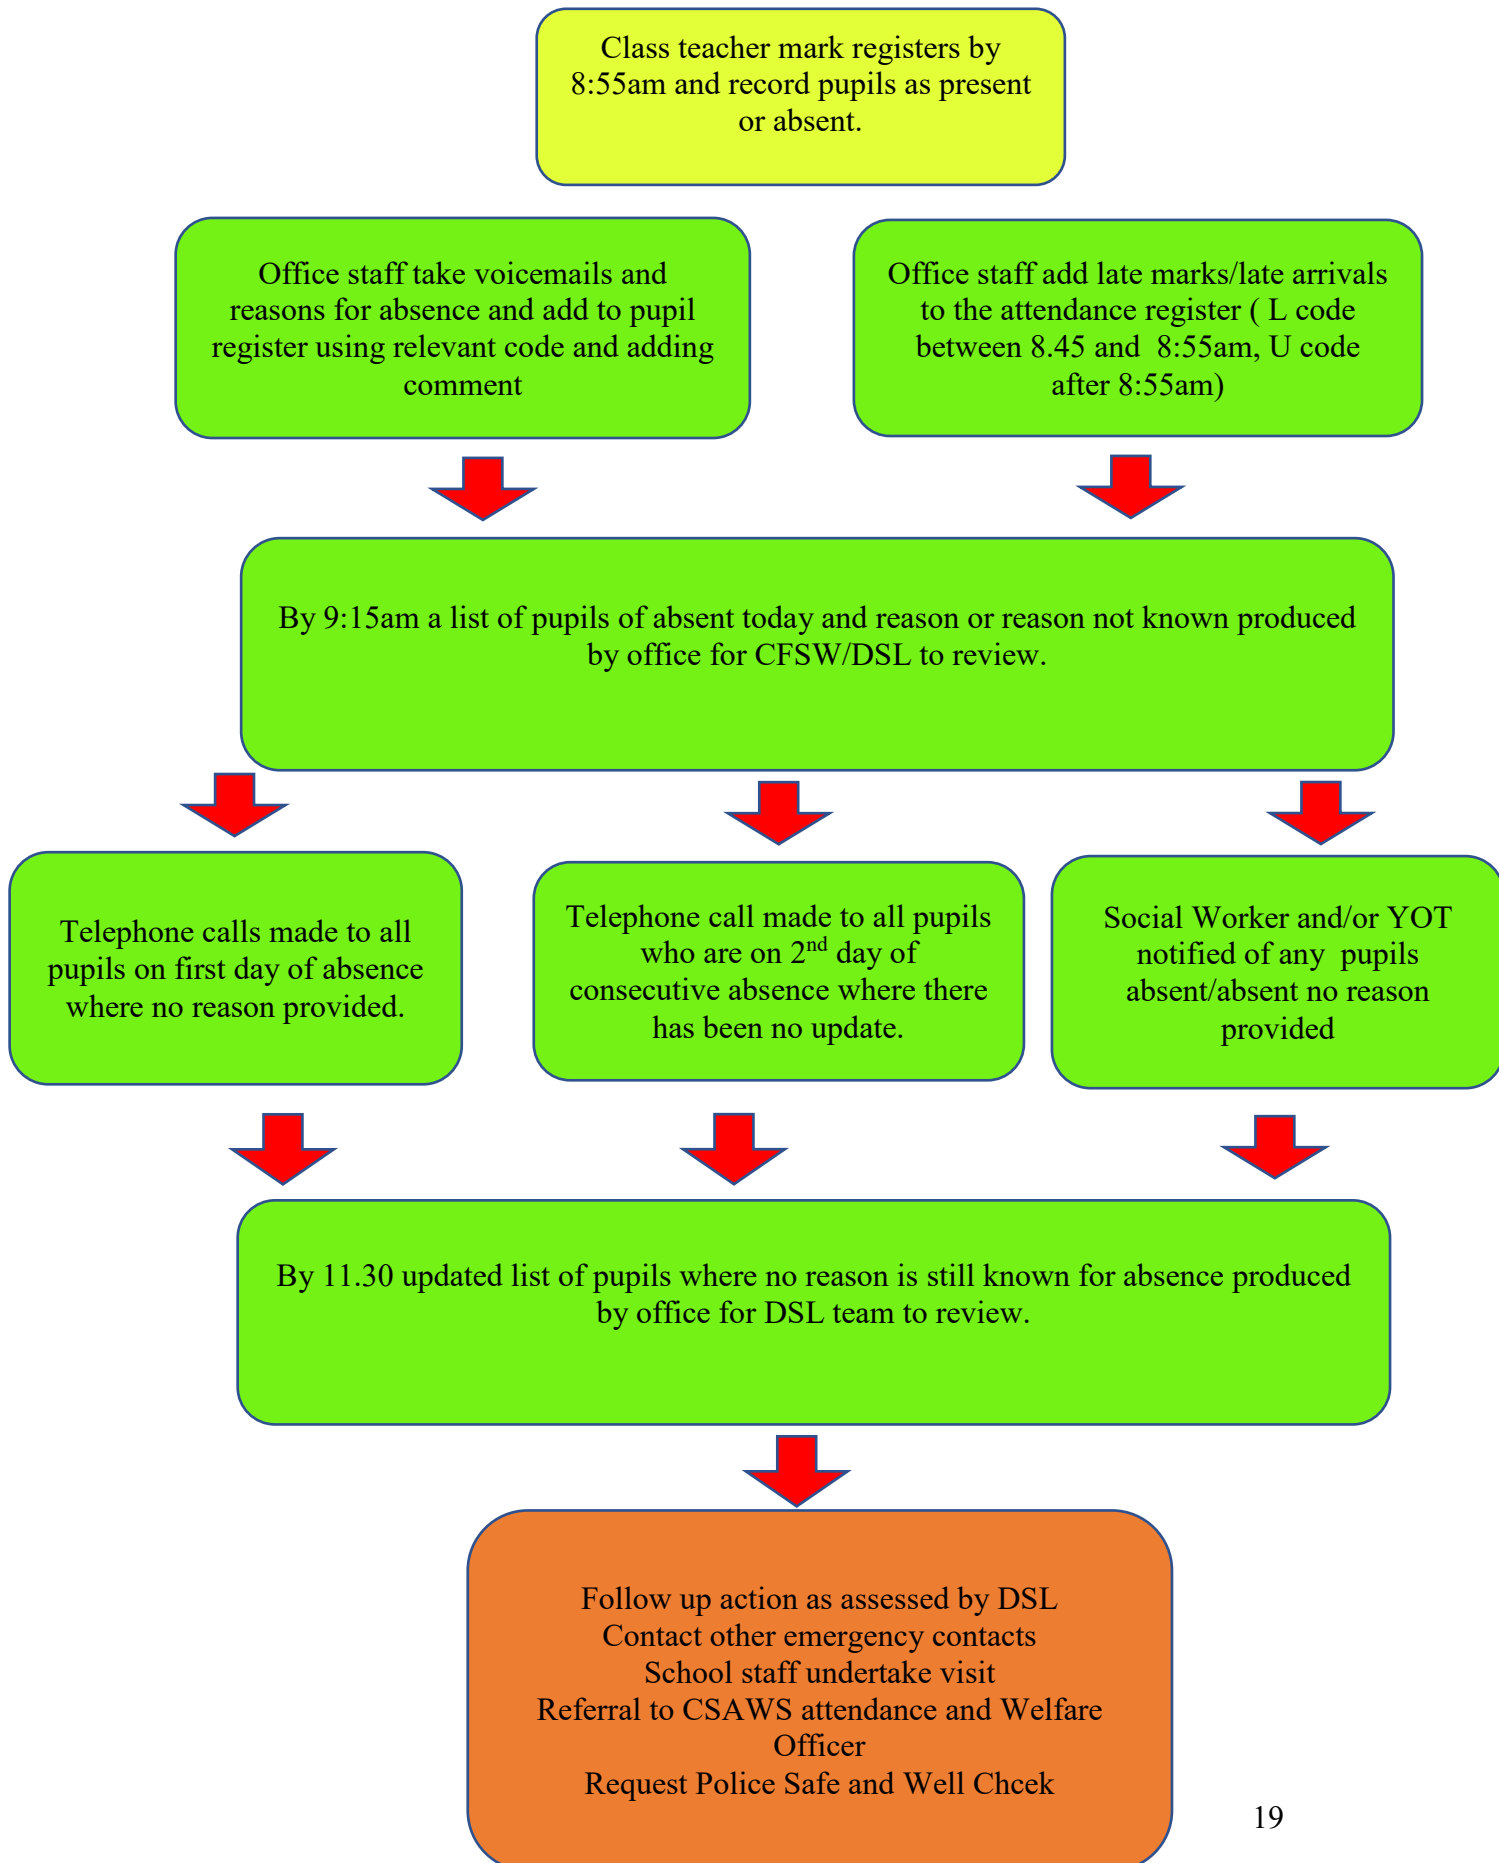 Class teacher mark registers by
8:55am and record pupils as present
or absent.
Office staff take voicemails and
reasons for absence and add to pupil
register using relevant code and adding
comment
Office staff add late marks/late arrivals
to the attendance register ( L code
between 8.45 and 8:55am, U code
after 8:55am)
By 9:15am a list of pupils of absent today and reason or reason not known produced
by office for CFSW/DSL to review.
Telephone calls made to all
pupils on first day of absence
where no reason provided.
Telephone call made to all pupils
who are on 2nd day of
consecutive absence where there
has been no update.
Social Worker and/or YOT
notified of any pupils
absent/absent no reason
provided
By 11.30 updated list of pupils where no reason is still known for absence produced
by office for DSL team to review.
Follow up action as assessed by DSL
Contact other emergency contacts
School staff undertake visit
Referral to CSAWS attendance and Welfare
Officer
Request Police Safe and Well Chcek
19